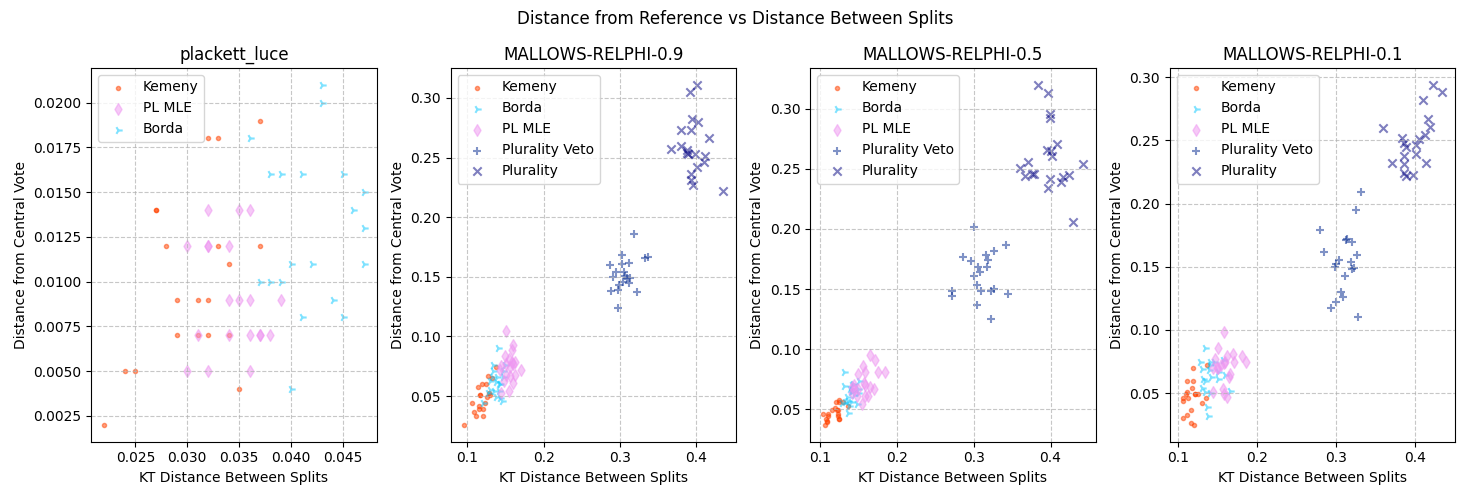 Distance from Reference vs Distance Between Splits
plackett_luce
Distance from Central Vote
0.0200
0.0175
0.0150
0.0125
0.0100
0.0075
0.0050
0.0025
Kemeny
PL MLE
Borda
0.025
0.030
0.035
0.040
0.045
KT Distance Between Splits
MALLOWS-RELPHI-0.9
Distance from Central Vote
0.30
0.25
0.20
0.15
0.10
0.05
Kemeny
Borda
PL MLE
Plurality Veto
Plurality
0.1
0.2
0.3
0.4
KT Distance Between Splits
MALLOWS-RELPHI-0.5
Distance from Central Vote
0.30
0.25
0.20
0.15
0.10
0.05
Kemeny
Borda
PL MLE
Plurality Veto
Plurality
0.1
0.2
0.3
0.4
KT Distance Between Splits
MALLOWS-RELPHI-0.1
Distance from Central Vote
0.30
0.25
0.20
0.15
0.10
0.05
Kemeny
Borda
PL MLE
Plurality Veto
Plurality
0.1
0.2
0.3
0.4
KT Distance Between Splits